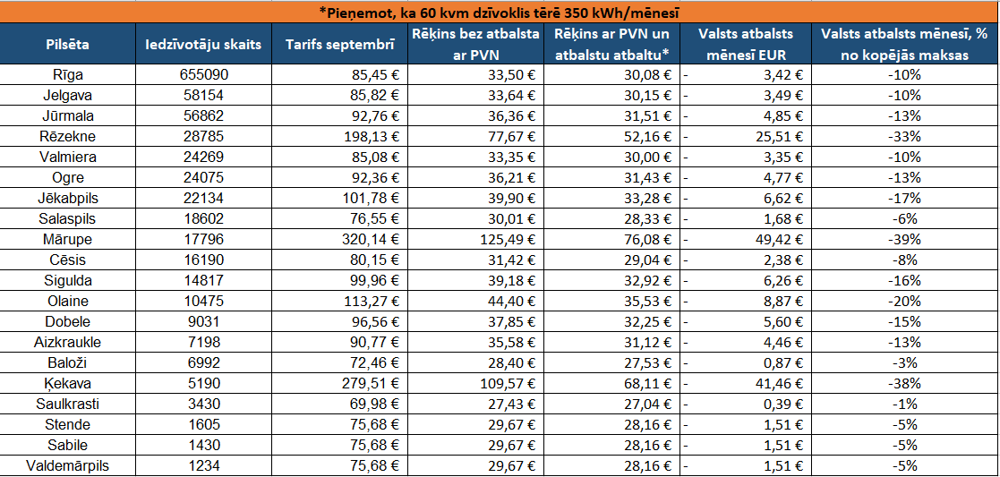 *Pieņemot, ka 60 kvm dzīvoklis tērē 350 kWh/mēnesī
Pilsēta Iedzīvotāju skaits Tarifs septembrī Rēķins bez atbalsta ar PVN Rēķins ar PVN un atbalstu atbaltu* Valsts atbalsts mēnesī EUR Valsts atbalsts mēnesī, % no kopējās maksas
Rīga 655090 85,45 € 33,50 € 30,08 € - 3,42 € -10%
Jelgava 58154 85,82 € 33,64 € 30,15 € - 3,49 € -10%
Jūrmala 56862 92,76 € 36,36 € 31,51 € - 4,85 € -13%
Rēzekne 28785 198,13 € 77,67 € 52,16 € - 25,51 € -33%
Valmiera 24269 85,08 € 33,35 € 30,00 € - 3,35 € -10%
Ogre 24075 92,36 € 36,21 € 31,43 € - 4,77 € -13%
Jēkabpils 22134 101,78 € 39,90 € 33,28 € - 6,62 € -17%
Salaspils 18602 76,55 € 30,01 € 28,33 € - 1,68 € -6%
Mārupe 17796 320,14 € 125,49 € 76,08 € - 49,42 € -39%
Cēsis 16190 80,15 € 31,42 € 29,04 € - 2,38 € -8%
Sigulda 14817 99,96 € 39,18 € 32,92 € - 6,26 € -16%
Olaine 10475 113,27 € 44,40 € 35,53 € - 8,87 € -20%
Dobele 9031 96,56 € 37,85 € 32,25 € - 5,60 € -15%
Aizkraukle 7198 90,77 € 35,58 € 31,12 € - 4,46 € -13%
Baloži 6992 72,46 € 28,40 € 27,53 € - 0,87 € -3%
Ķekava 5190 279,51 € 109,57 € 68,11 € - 41,46 € -38%
Saulkrasti 3430 69,98 € 27,43 € 27,04 € - 0,39 € -1%
Stende 1605 75,68 € 29,67 € 28,16 € - 1,51 € -5%
Sabile 1430 75,68 € 29,67 € 28,16 € - 1,51 € -5%
Valdemārpils 1234 75,68 € 29,67 € 28,16 € - 1,51 € -5%